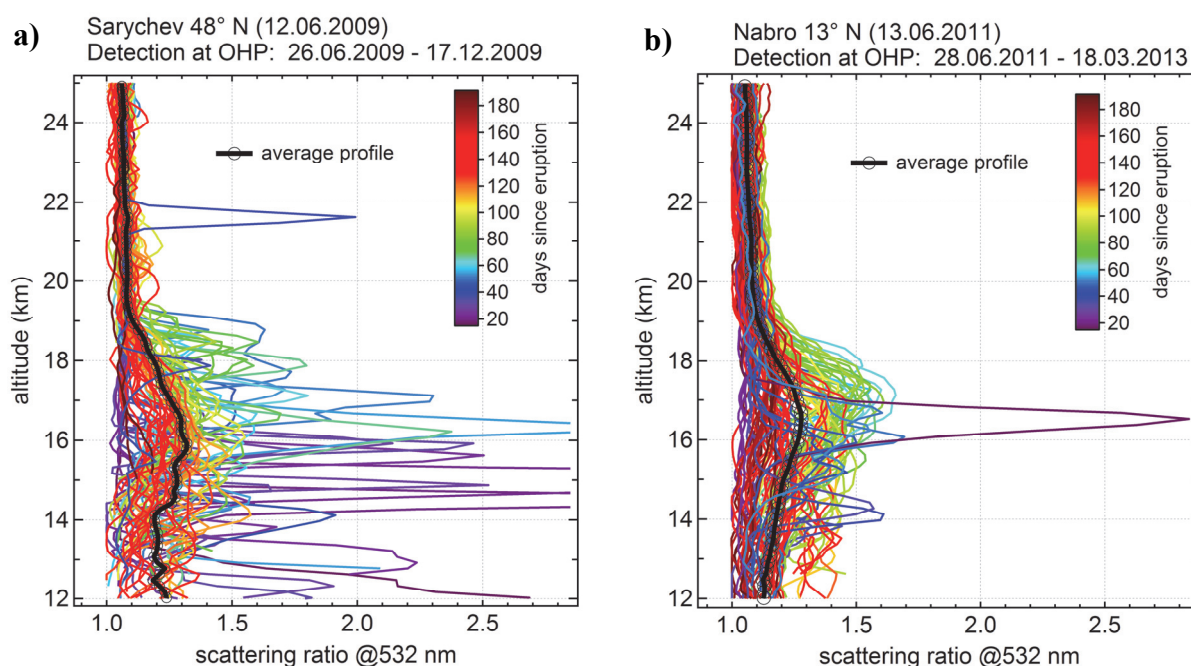 a)
Sarychev 48° N (12.06.2009)
Detection at OHP: 26.06.2009 - 17.12.2009
24
22
20
18
16
14
12
altitude (km)
average profile
180
160
140
120
100
80
60
40
20
days since eruption
1.0
1.5
2.0
2.5
scattering ratio @532 nm
b)
Nabro 13° N (13.06.2011)
Detection at OHP: 28.06.2011 - 18.03.2013
24
22
20
18
16
14
12
altitude (km)
average profile
180
160
140
120
100
80
60
40
20
days since eruption
1.0
1.5
2.0
2.5
scattering ratio @532 nm